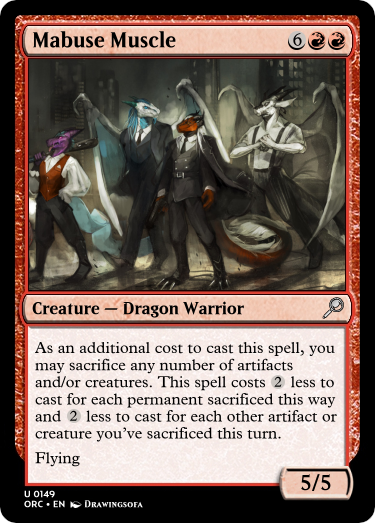 Mabuse Muscle 6
Creature — Dragon Warrior
As an additional cost to cast this spell, you
may sacrifice any number of artifacts
and/or creatures. This spell costs 2 less to
cast for each permanent sacrificed this way
and 2 less to cast for each other artifact or
creature you've sacrificed this turn.
Flying
5/5
U 0149
ORC • EN Drawingsofa